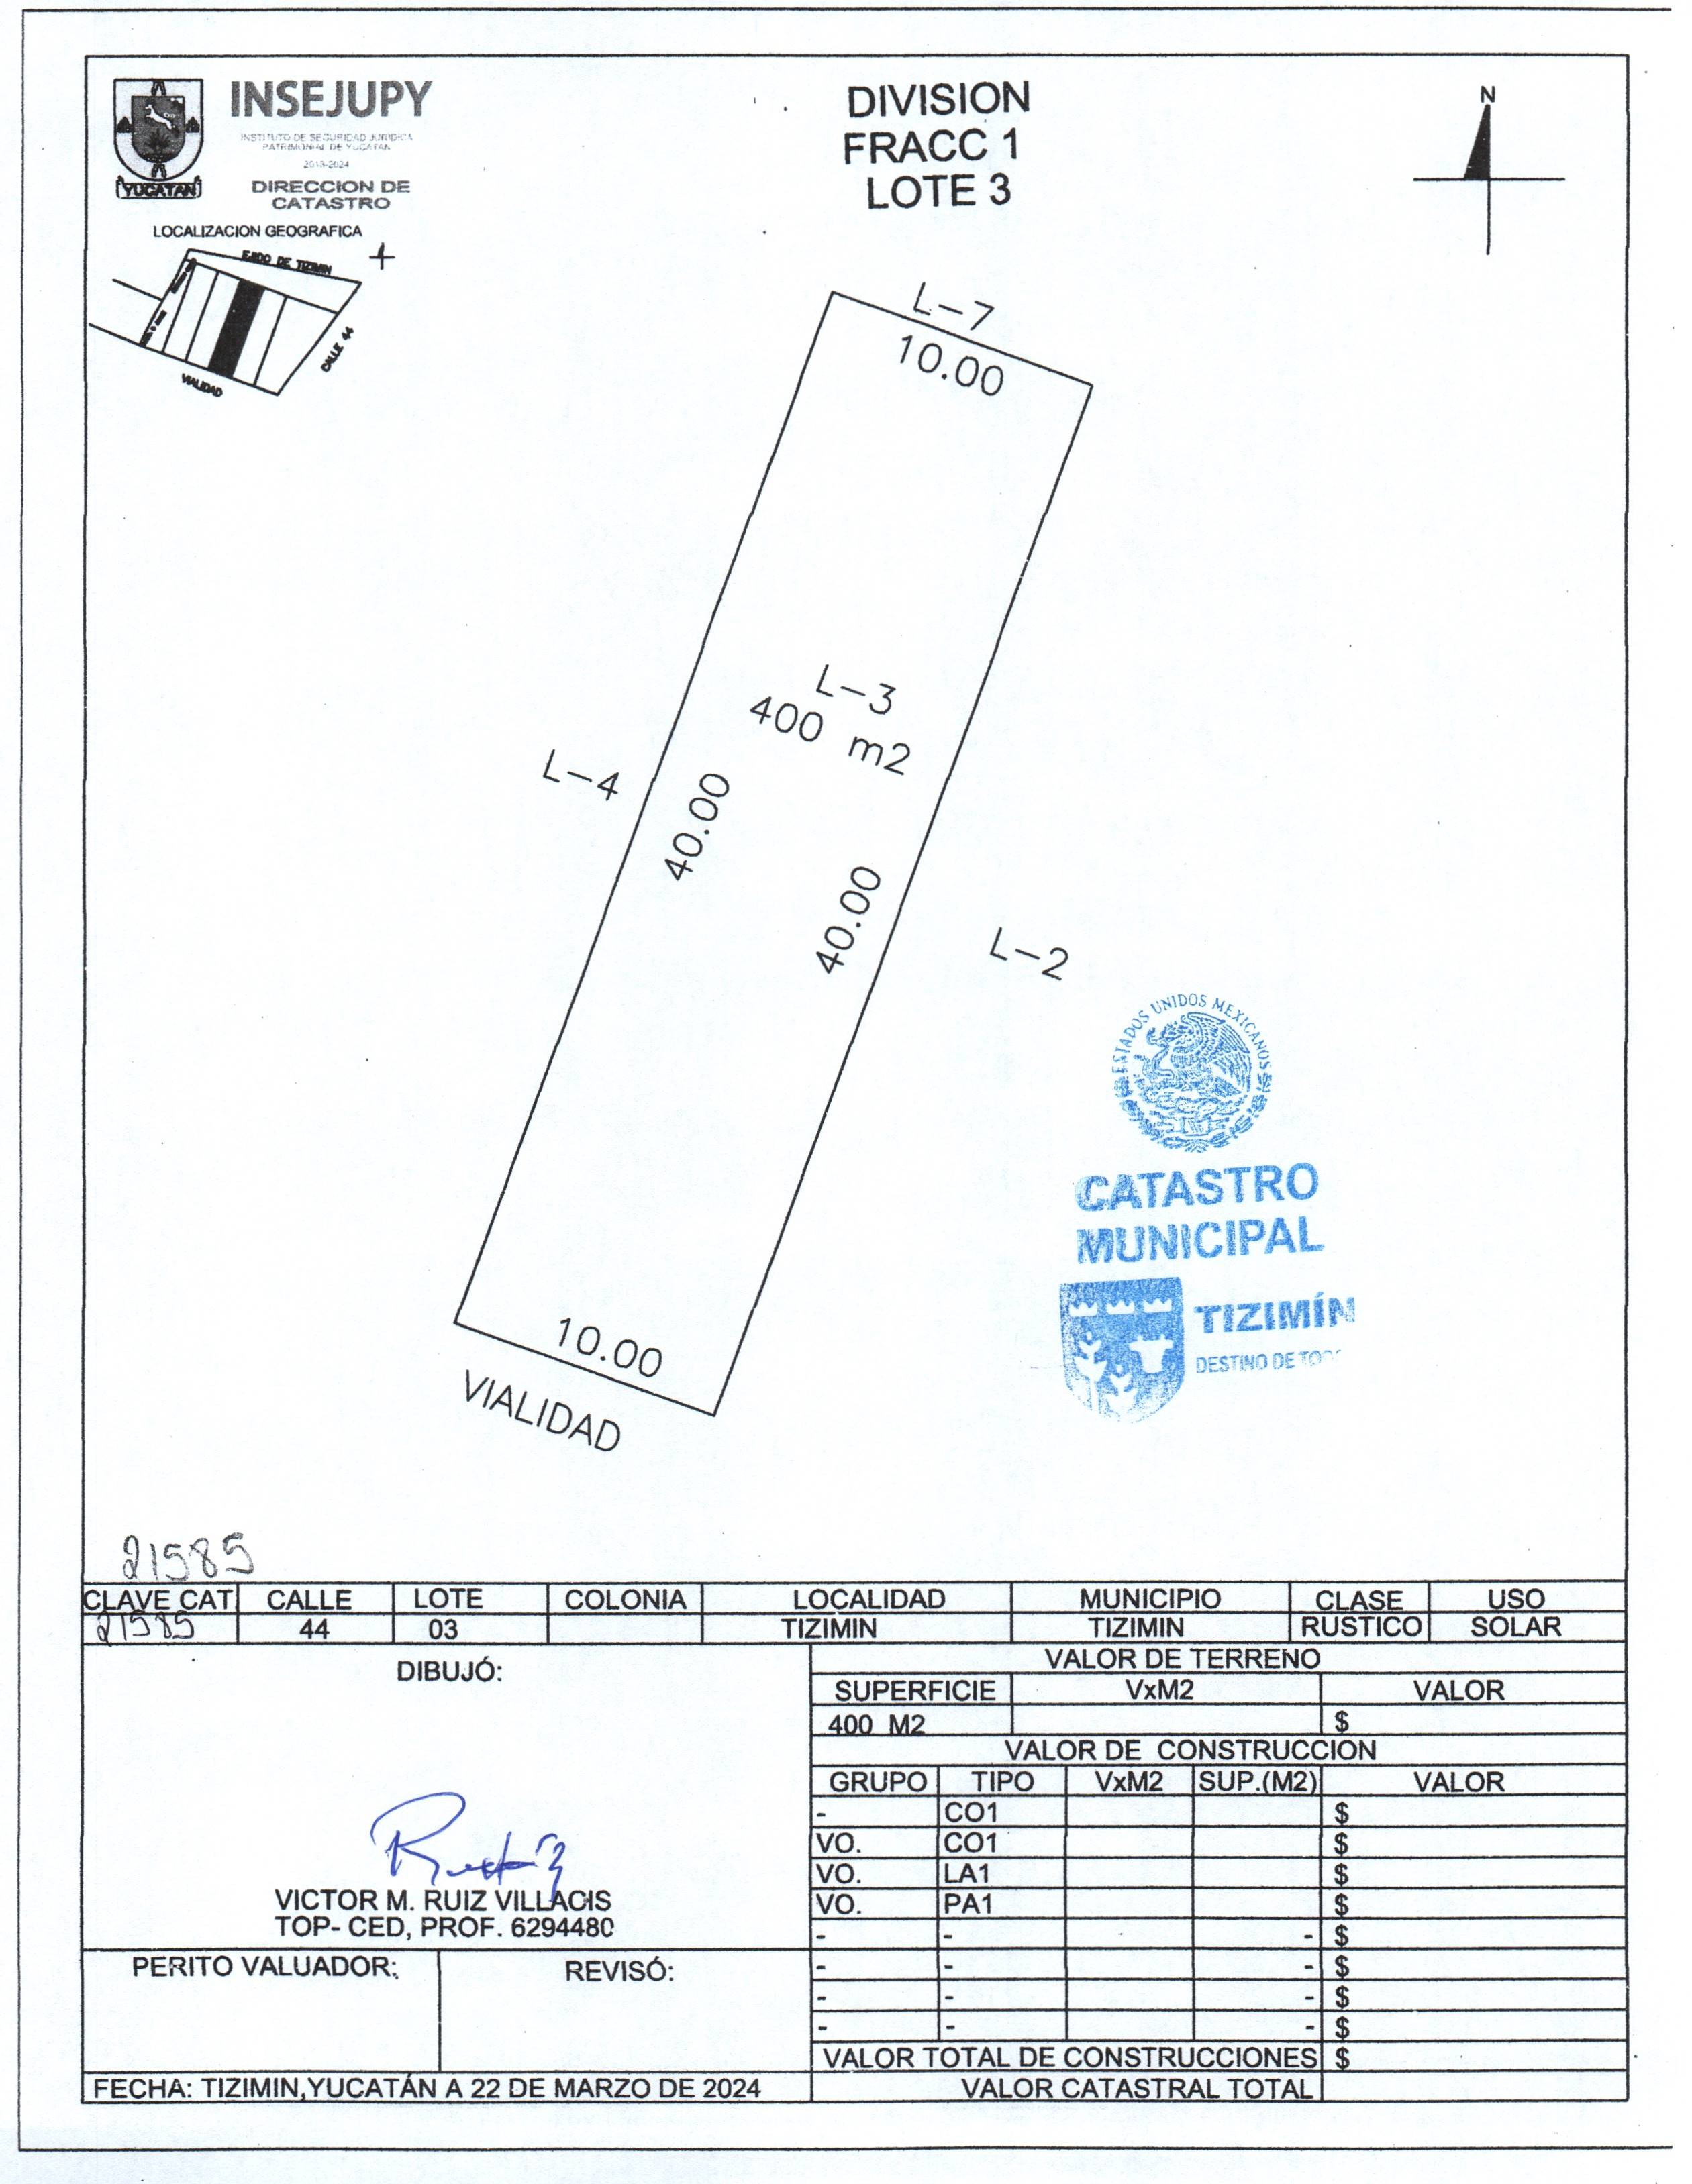 INSEJUPY
INSTITUTO DE SEGURIDAD JURIDICA
PATRIMONIAL DE YUCATAN
DIRECCION DE
CATASTRO
YUCATAN
LOCALIZACION GEOGRAFICA
EJIDO DE TIZIMIN
CALLE 44
VIALIDAD
DIVISION
FRACC 1
LOTE 3
N
L-7
10.00
L-3
400 m2
L-4
40.00
40.00
L-2
10.00
VIALIDAD
ESTADOS UNIDOS MEXICANOS
CATASTRO
MUNICIPAL
TIZIMÍN
DESTINO DE
21585
CLAVE CAT CALLE LOTE COLONIA LOCALIDAD MUNICIPIO CLASE USO
21585 44 03 TIZIMIN TIZIMIN RUSTICO SOLAR
DIBUJÓ:
VICTOR M. RUIZ VILLACIS
TOP- CED, PROF. 6294480
PERITO VALUADOR:
REVISÓ:
FECHA: TIZIMIN,YUCATÁN A 22 DE MARZO DE 2024
VALOR DE TERRENO
SUPERFICIE VxM2 VALOR
400 M2 $
VALOR DE CONSTRUCCION
GRUPO TIPO VxM2 SUP.(M2) VALOR
- CO1 $
VO. CO1 $
VO. LA1 $
VO. PA1 $
- - - $
- - - $
- - - $
- - - $
VALOR TOTAL DE CONSTRUCCIONES $
VALOR CATASTRAL TOTAL